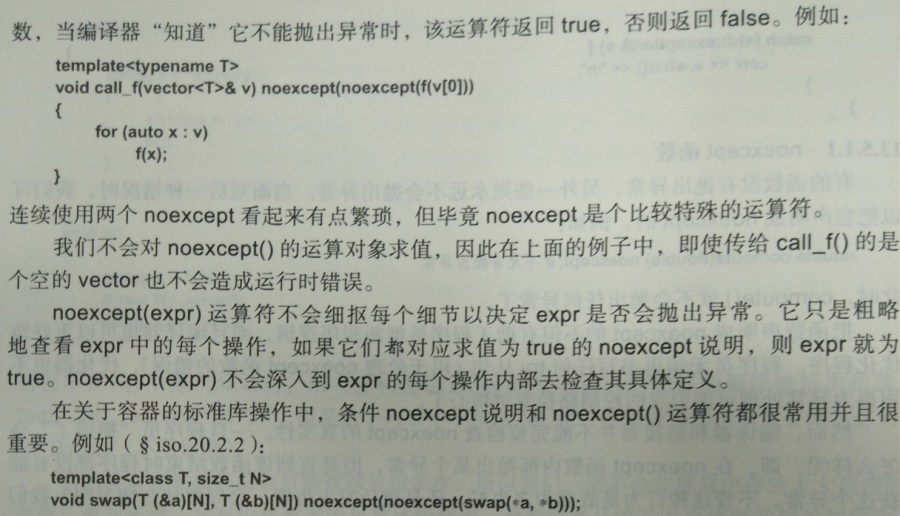 数，当编译器“知道”它不能抛出异常时，该运算符返回 true，否则返回 false。例如：
template<typename T>
void call_f(vector<T>& v) noexcept(noexcept(f(v[0]))
{
for (auto x : v)
f(x);
}
连续使用两个 noexcept 看起来有点繁琐，但毕竟 noexcept 是个比较特殊的运算符。
我们不会对 noexcept() 的运算对象求值，因此在上面的例子中，即使传给 call_f() 的是
个空的 vector 也不会造成运行时错误。
noexcept(expr) 运算符不会细抠每个细节以决定 expr 是否会抛出异常。它只是粗略
地查看 expr 中的每个操作，如果它们都对应求值为 true 的 noexcept 说明，则 expr 就为
true。noexcept(expr) 不会深入到 expr 的每个操作内部去检查其具体定义。
在关于容器的标准库操作中，条件 noexcept 说明和 noexcept() 运算符都很常用并且很
重要。例如（§iso.20.2.2）：
template<class T, size_t N>
void swap(T (&a)[N], T (&b)[N]) noexcept(noexcept(swap(*a, *b)));